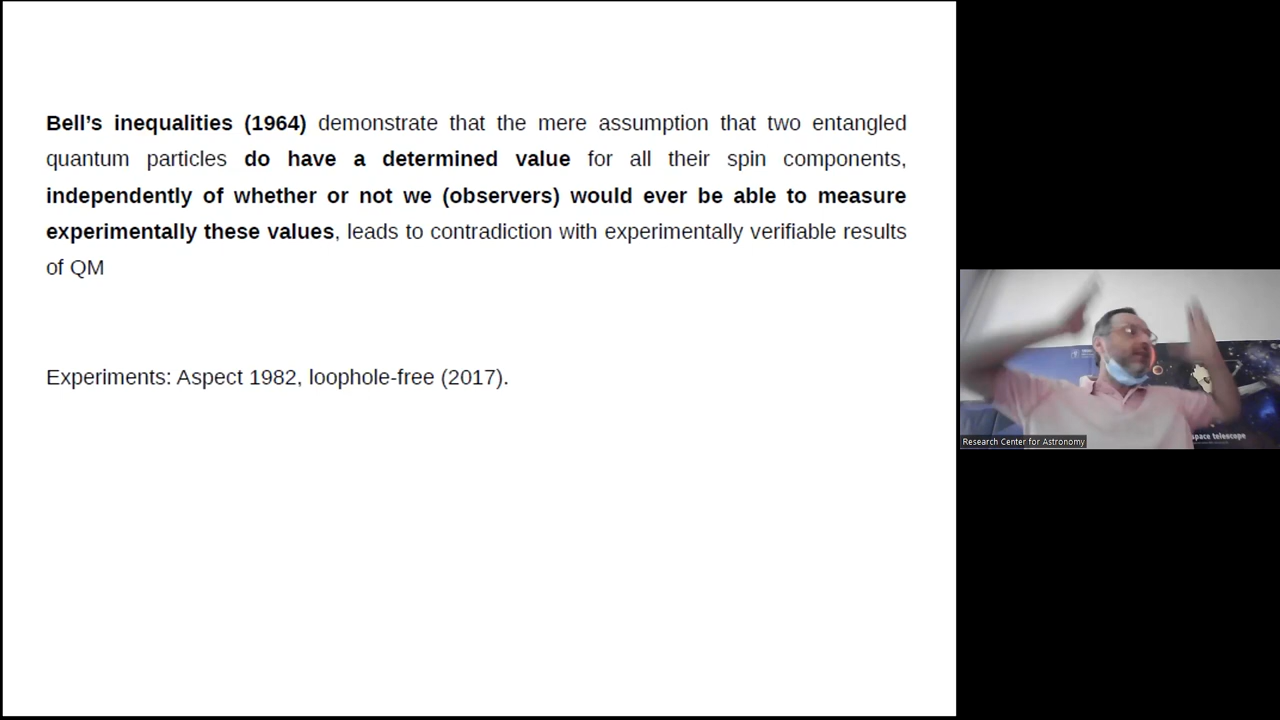 Bell’s inequalities (1964) demonstrate that the mere assumption that two entangled
quantum particles do have a determined value for all their spin components,
independently of whether or not we (observers) would ever be able to measure
experimentally these values, leads to contradiction with experimentally verifiable results
of QM
Experiments: Aspect 1982, loophole-free (2017).
Research Center for Astronomy
space telescope